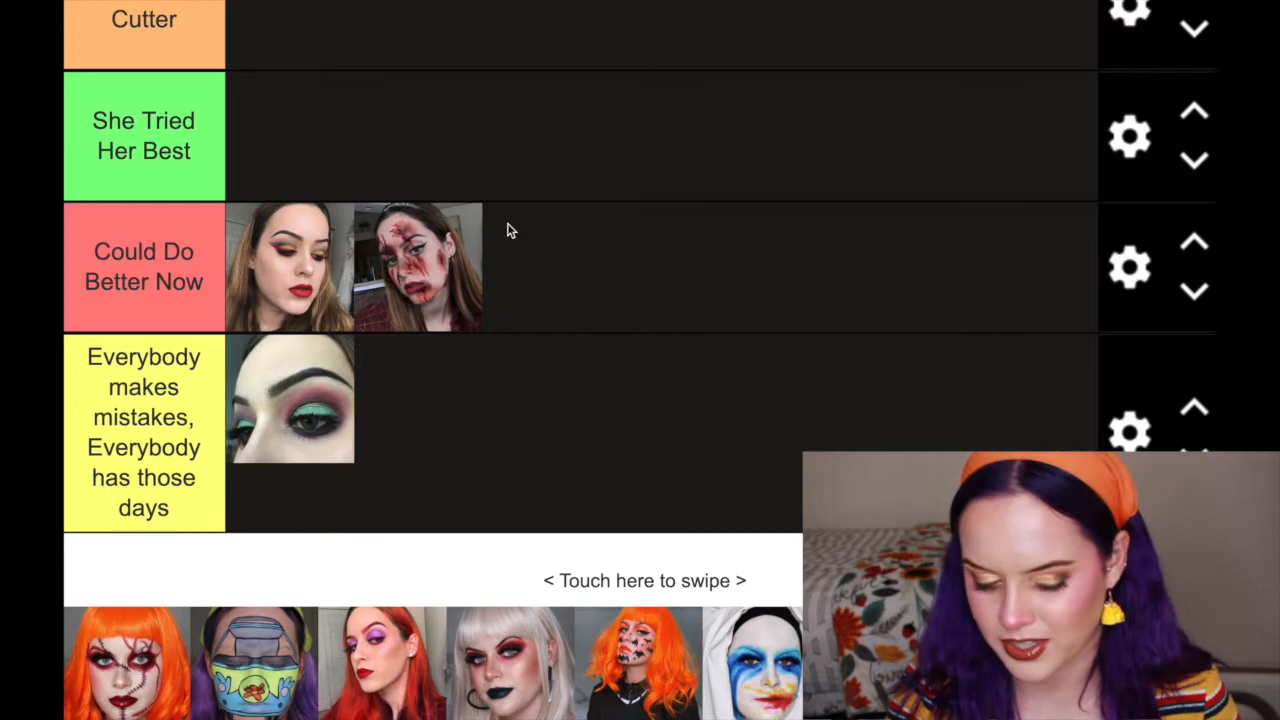 Cutter
She Tried
Her Best
Could Do
Better Now
Everybody
makes
mistakes,
Everybody
has those
days
< Touch here to swipe >